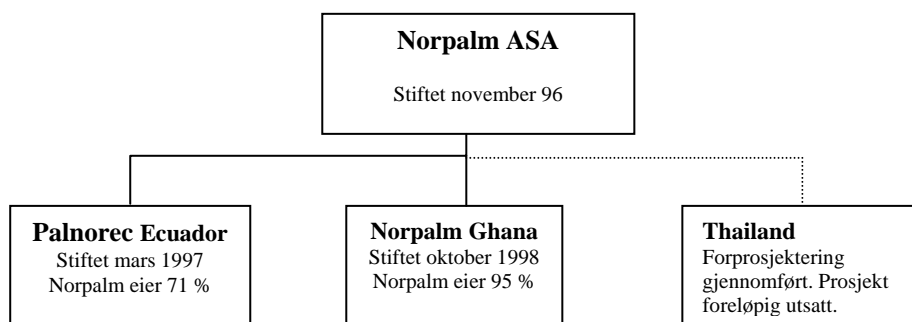 Norpalm ASA
Stiftet november 96
Palnorec Ecuador
Stiftet mars 1997
Norpalm eier 71 %
Norpalm Ghana
Stiftet oktober 1998
Norpalm eier 95 %
Thailand
Forprosjektering
gjennomført. Prosjekt
foreløpig utsatt.